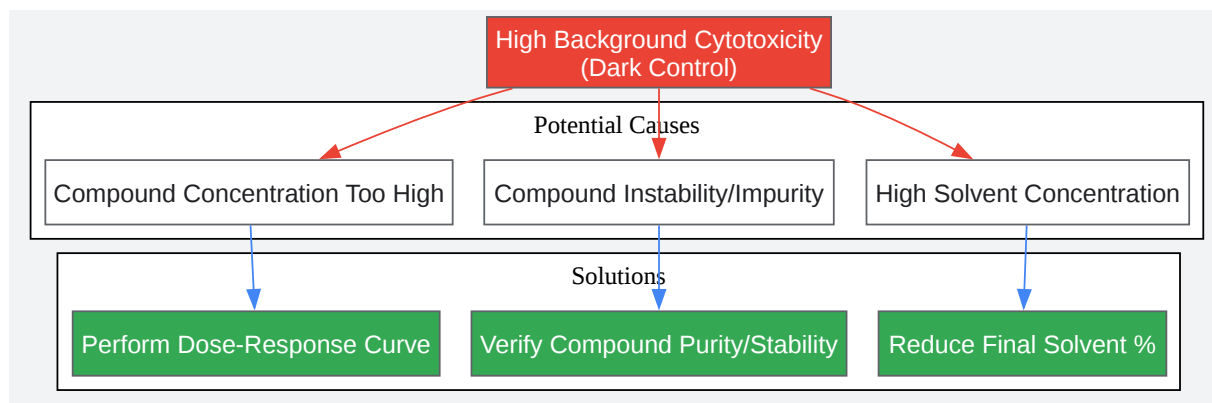 High Background Cytotoxicity
(Dark Control)
Potential Causes
Compound Concentration Too High
Compound Instability/Impurity
High Solvent Concentration
Solutions
Perform Dose-Response Curve
Verify Compound Purity/Stability
Reduce Final Solvent %